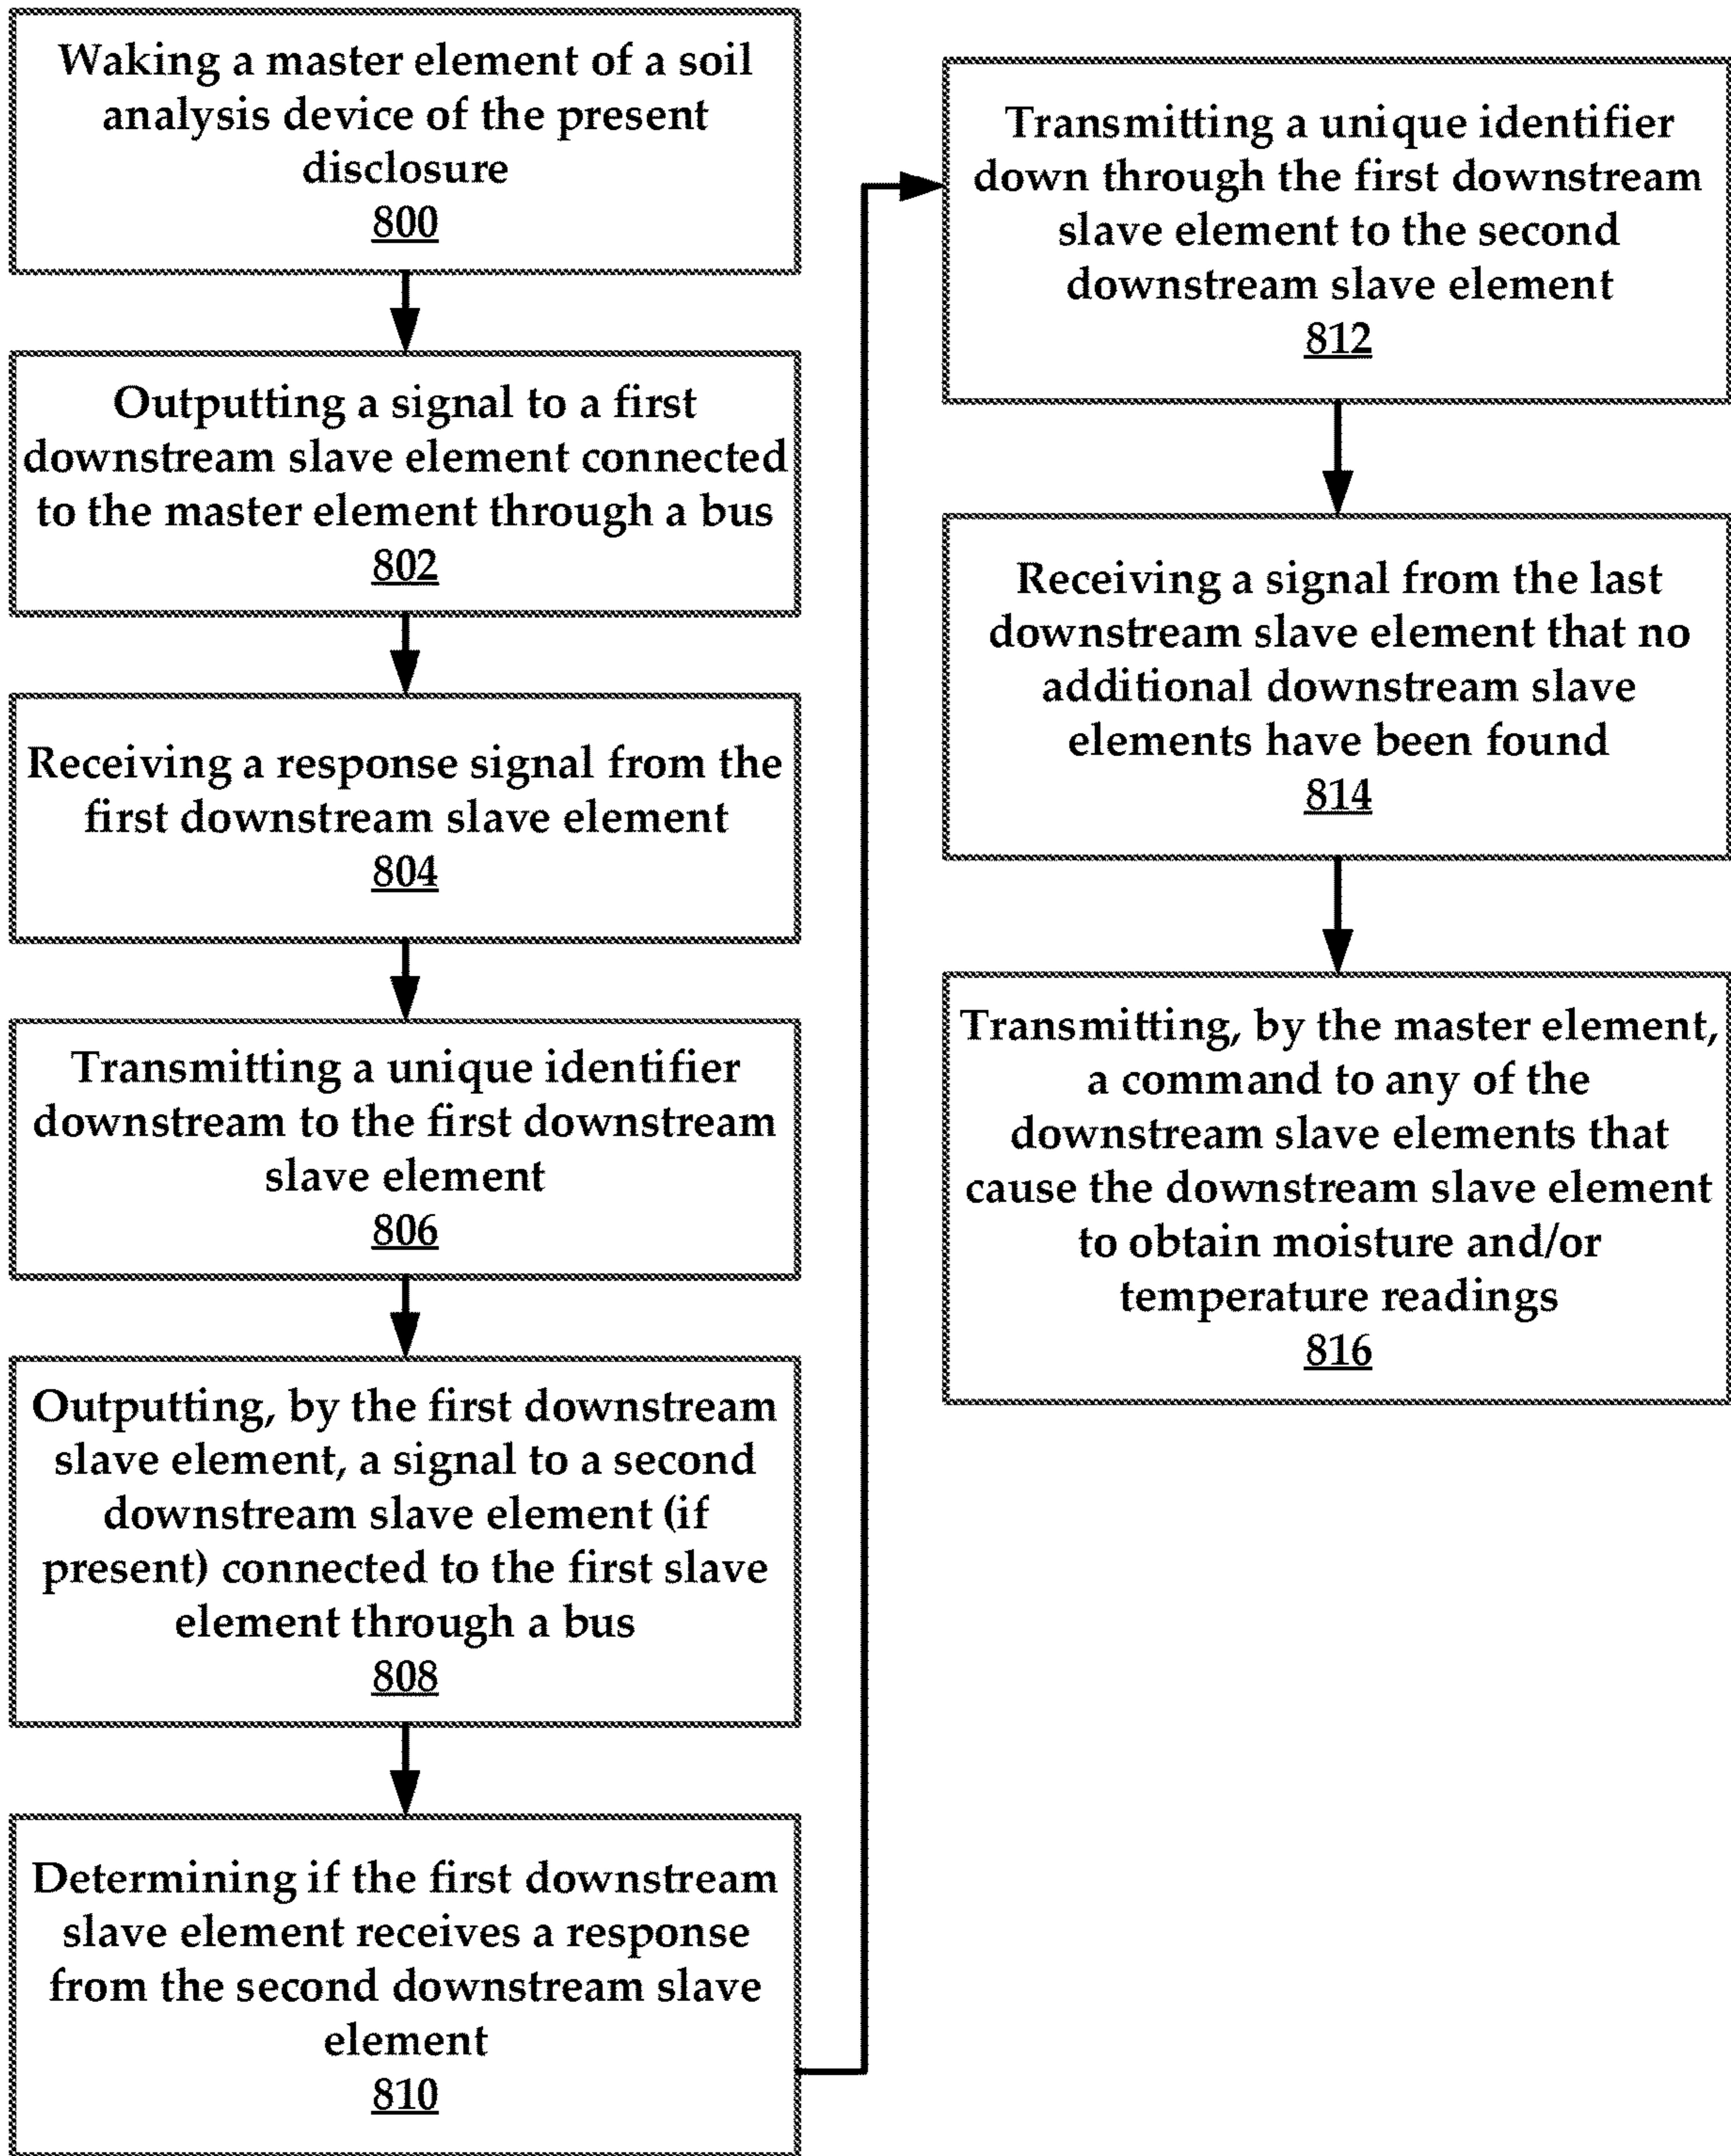 Waking a master element of a soil
analysis device of the present
disclosure
800
Outputting a signal to a first
downstream slave element connected
to the master element through a bus
802
Receiving a response signal from the
first downstream slave element
804
Transmitting a unique identifier
downstream to the first downstream
slave element
806
Outputting, by the first downstream
slave element, a signal to a second
downstream slave element (if
present) connected to the first slave
element through a bus
808
Determining if the first downstream
slave element receives a response
from the second downstream slave
element
810
Transmitting a unique identifier
down through the first downstream
slave element to the second
downstream slave element
812
Receiving a signal from the last
downstream slave element that no
additional downstream slave
elements have been found
814
Transmitting, by the master element,
a command to any of the
downstream slave elements that
cause the downstream slave element
to obtain moisture and/or
temperature readings
816